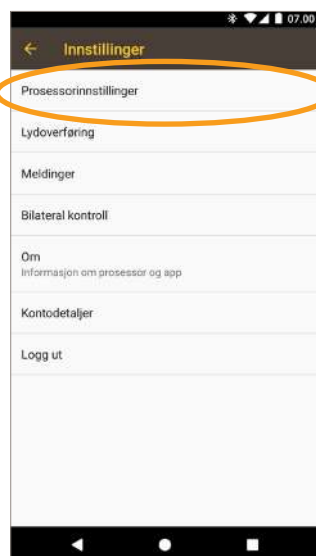 07.00
Innstillinger
Prosessorinnstillinger
Lydoverføring
Meldinger
Bilateral kontroll
Om
Informasjon om prosessor og app
Kontodetaljer
Logg ut